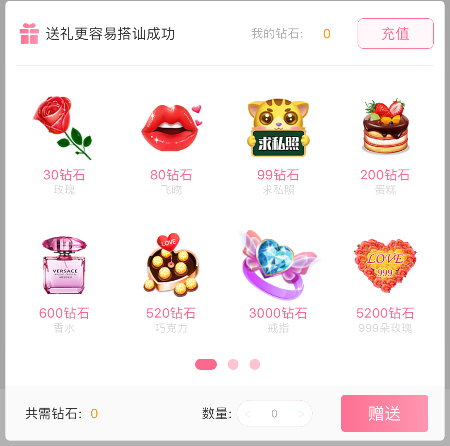 送礼更容易搭讪成功
我的钻石:
0
充值
求私照
30钻石
80钻石
99钻石
200钻石
玫瑰
飞吻
求私照
蛋糕
VERSACE
LOVE
LOVE
999
600钻石
520钻石
3000钻石
5200钻石
香水
巧克力
戒指
999朵玫瑰
共需钻石: 0
数量:
< 0 >
赠送